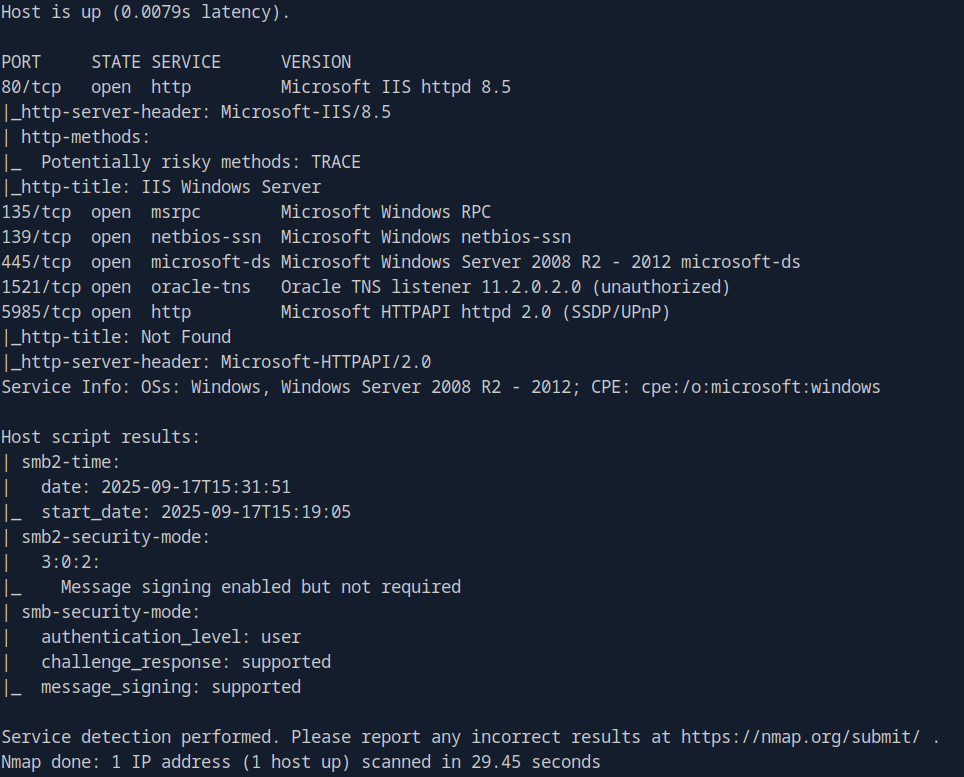 Host is up (0.0079s latency).

PORT     STATE SERVICE      VERSION
80/tcp   open  http         Microsoft IIS httpd 8.5
|_http-server-header: Microsoft-IIS/8.5
| http-methods:
|_  Potentially risky methods: TRACE
|_http-title: IIS Windows Server
135/tcp  open  msrpc        Microsoft Windows RPC
139/tcp  open  netbios-ssn  Microsoft Windows netbios-ssn
445/tcp  open  microsoft-ds Microsoft Windows Server 2008 R2 - 2012 microsoft-ds
1521/tcp open  oracle-tns   Oracle TNS listener 11.2.0.2.0 (unauthorized)
5985/tcp open  http         Microsoft HTTPAPI httpd 2.0 (SSDP/UPnP)
|_http-title: Not Found
|_http-server-header: Microsoft-HTTPAPI/2.0
Service Info: OSs: Windows, Windows Server 2008 R2 - 2012; CPE: cpe:/o:microsoft:windows

Host script results:
| smb2-time:
|   date: 2025-09-17T15:31:51
|_  start_date: 2025-09-17T15:19:05
| smb2-security-mode:
|   3:0:2:
|_    Message signing enabled but not required
| smb-security-mode:
|   authentication_level: user
|   challenge_response: supported
|_  message_signing: supported

Service detection performed. Please report any incorrect results at https://nmap.org/submit/ .
Nmap done: 1 IP address (1 host up) scanned in 29.45 seconds